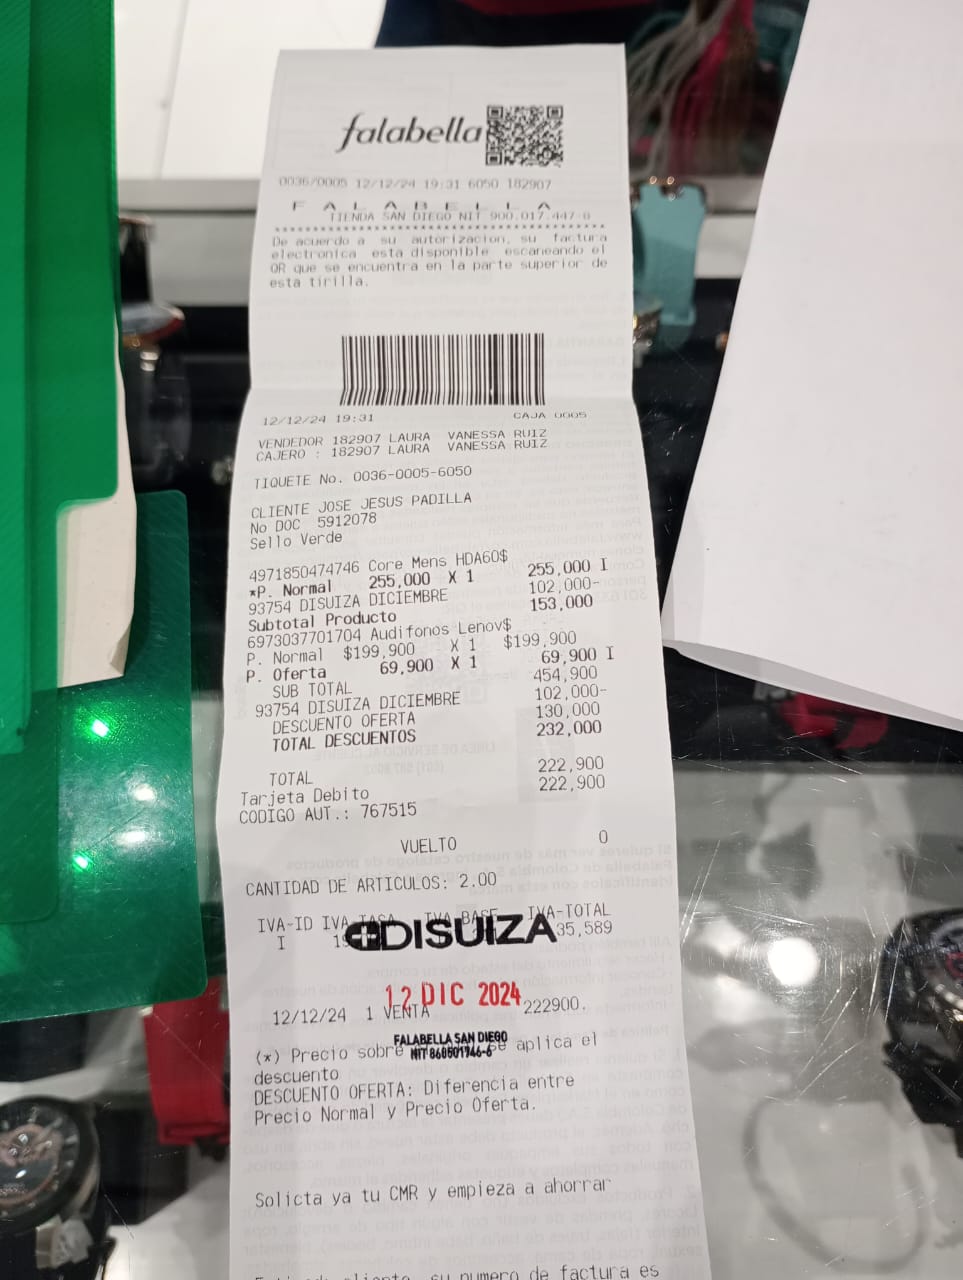 falabella
0036/0005 12/12/24 19:31 6050 182907
F A L A B E L L A
TIENDA SAN DIEGO NIT 900.017.447-8
De acuerdo a su autorizacion, su factura
electronica esta disponible escaneando el
QR que se encuentra en la parte superior de
esta tirilla.
12/12/24 19:31 CAJA 0005
VENDEDOR 182907 LAURA VANESSA RUIZ
CAJERO : 182907 LAURA VANESSA RUIZ
TIQUETE No. 0036-0005-6050
CLIENTE JOSE JESUS PADILLA
No DOC 5912078
Sello Verde
4971850474746 Core Mens HDA60$
*P. Normal 255,000 X 1 255,000 I
93754 DISUIZA DICIEMBRE 102,000-
Subtotal Producto 153,000
6973037701704 Audifonos Lenov$
P. Normal $199,900 X 1 $199,900
P. Oferta 69,900 X 1 69,900 I
SUB TOTAL 454,900
93754 DISUIZA DICIEMBRE 102,000-
DESCUENTO OFERTA 130,000
TOTAL DESCUENTOS 232,000
TOTAL 222,900
Tarjeta Debito 222,900
CODIGO AUT.: 767515
VUELTO 0
CANTIDAD DE ARTICULOS: 2.00
IVA-ID IVA-TASA IVA-BASE IVA-TOTAL
I 35,589
DISUIZA
12 DIC 2024
12/12/24 1 VENTA 222900.
FALABELLA SAN DIEGO
NIT 860501746-6
(*) Precio sobre se aplica el
descuento
DESCUENTO OFERTA: Diferencia entre
Precio Normal y Precio Oferta.
Solicta ya tu CMR y empieza a ahorrar
su numero de factura es